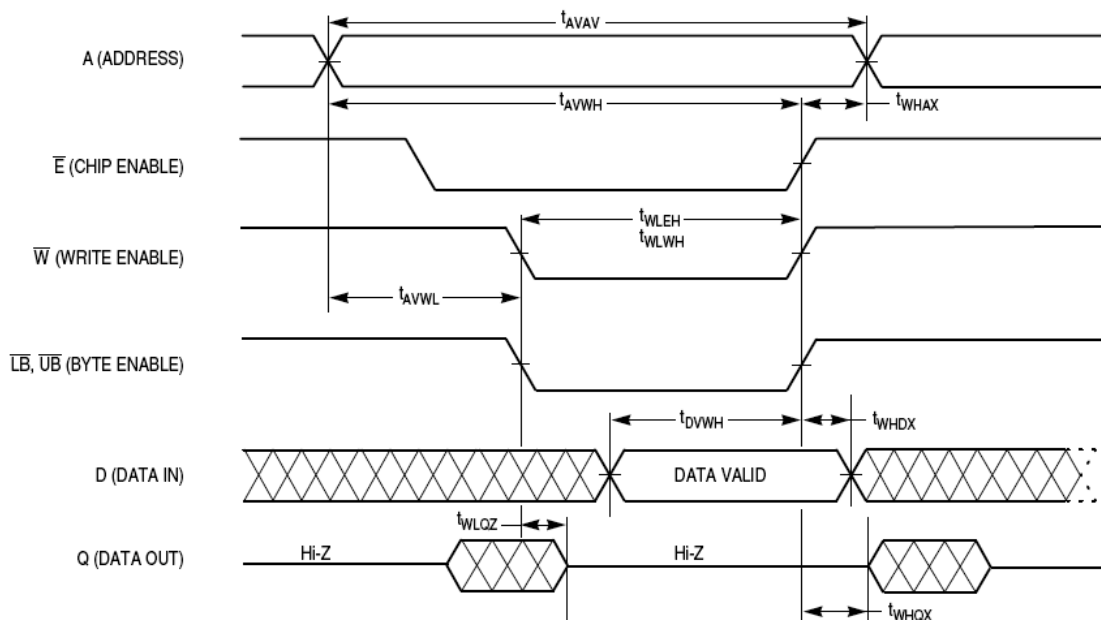 tAVAV
A (ADDRESS)
tAVWH
tWHAX
E (CHIP ENABLE)
tWLEH
tWLWH
W (WRITE ENABLE)
tAVWL
LB, UB (BYTE ENABLE)
tDVWH
tWHDX
D (DATA IN)
DATA VALID
tWLQZ
Q (DATA OUT)
Hi-Z
Hi-Z
tWHQX